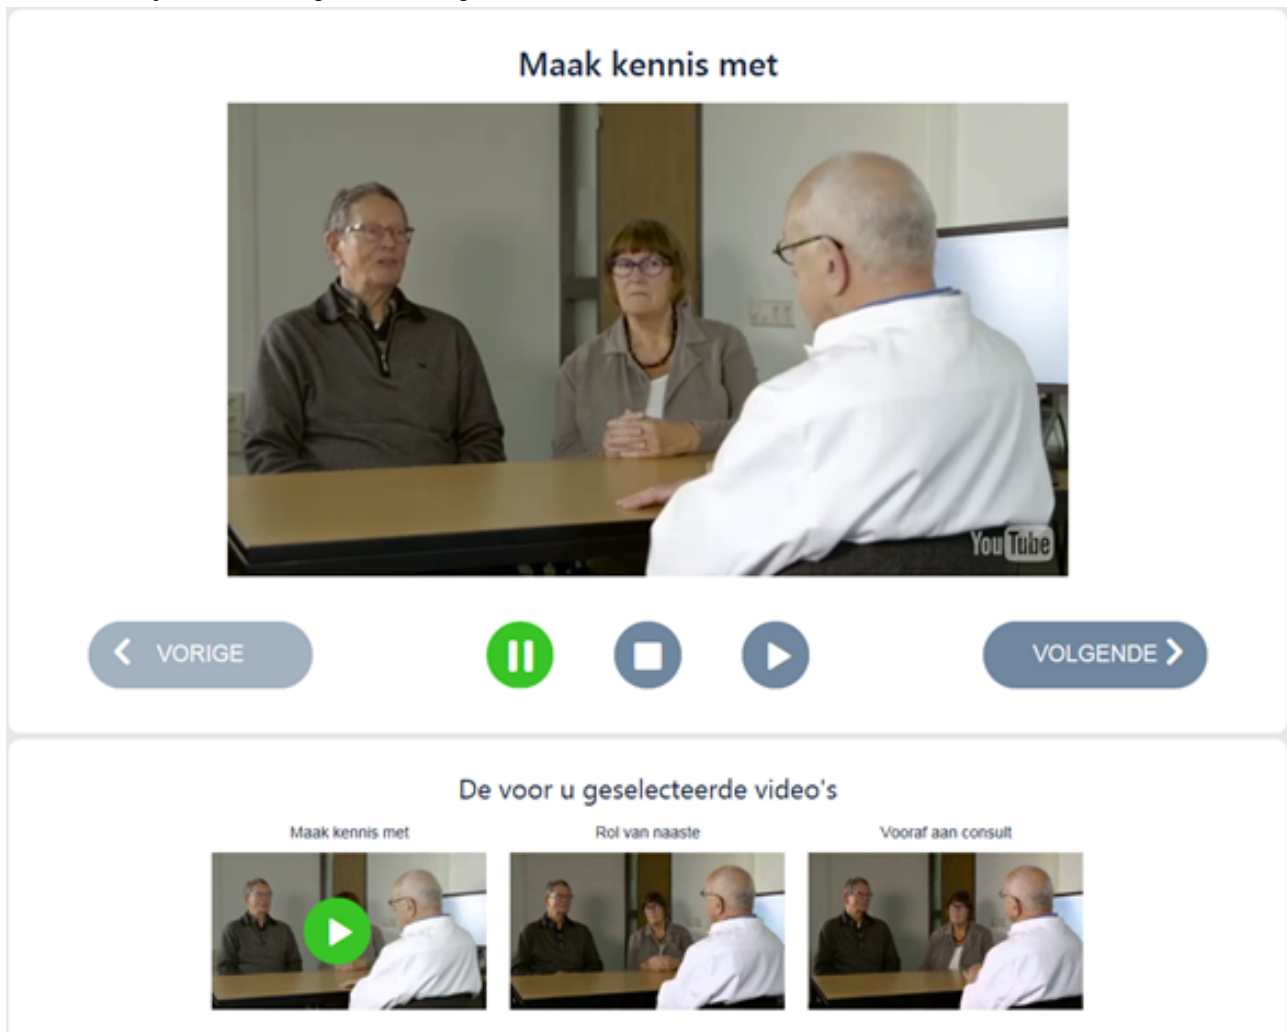 Maak kennis met
YouTube
VORIGE
VOLGENDE
De voor u geselecteerde video's
Maak kennis met
Rol van naaste
Vooraf aan consult